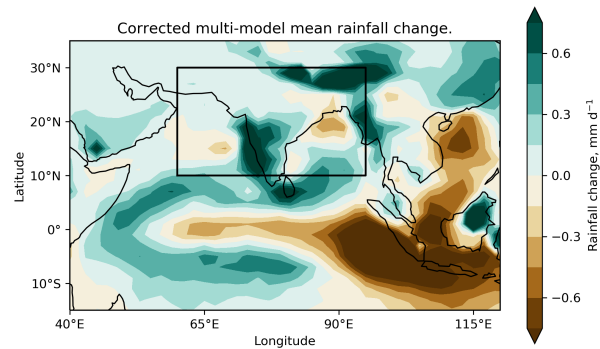 Corrected multi-model mean rainfall change.
30°N
20°N
10°N
0°
10°S
40°E
65°E
90°E
115°E
Latitude
Longitude
0.6
0.3
0.0
−0.3
−0.6
Rainfall change, mm d⁻¹